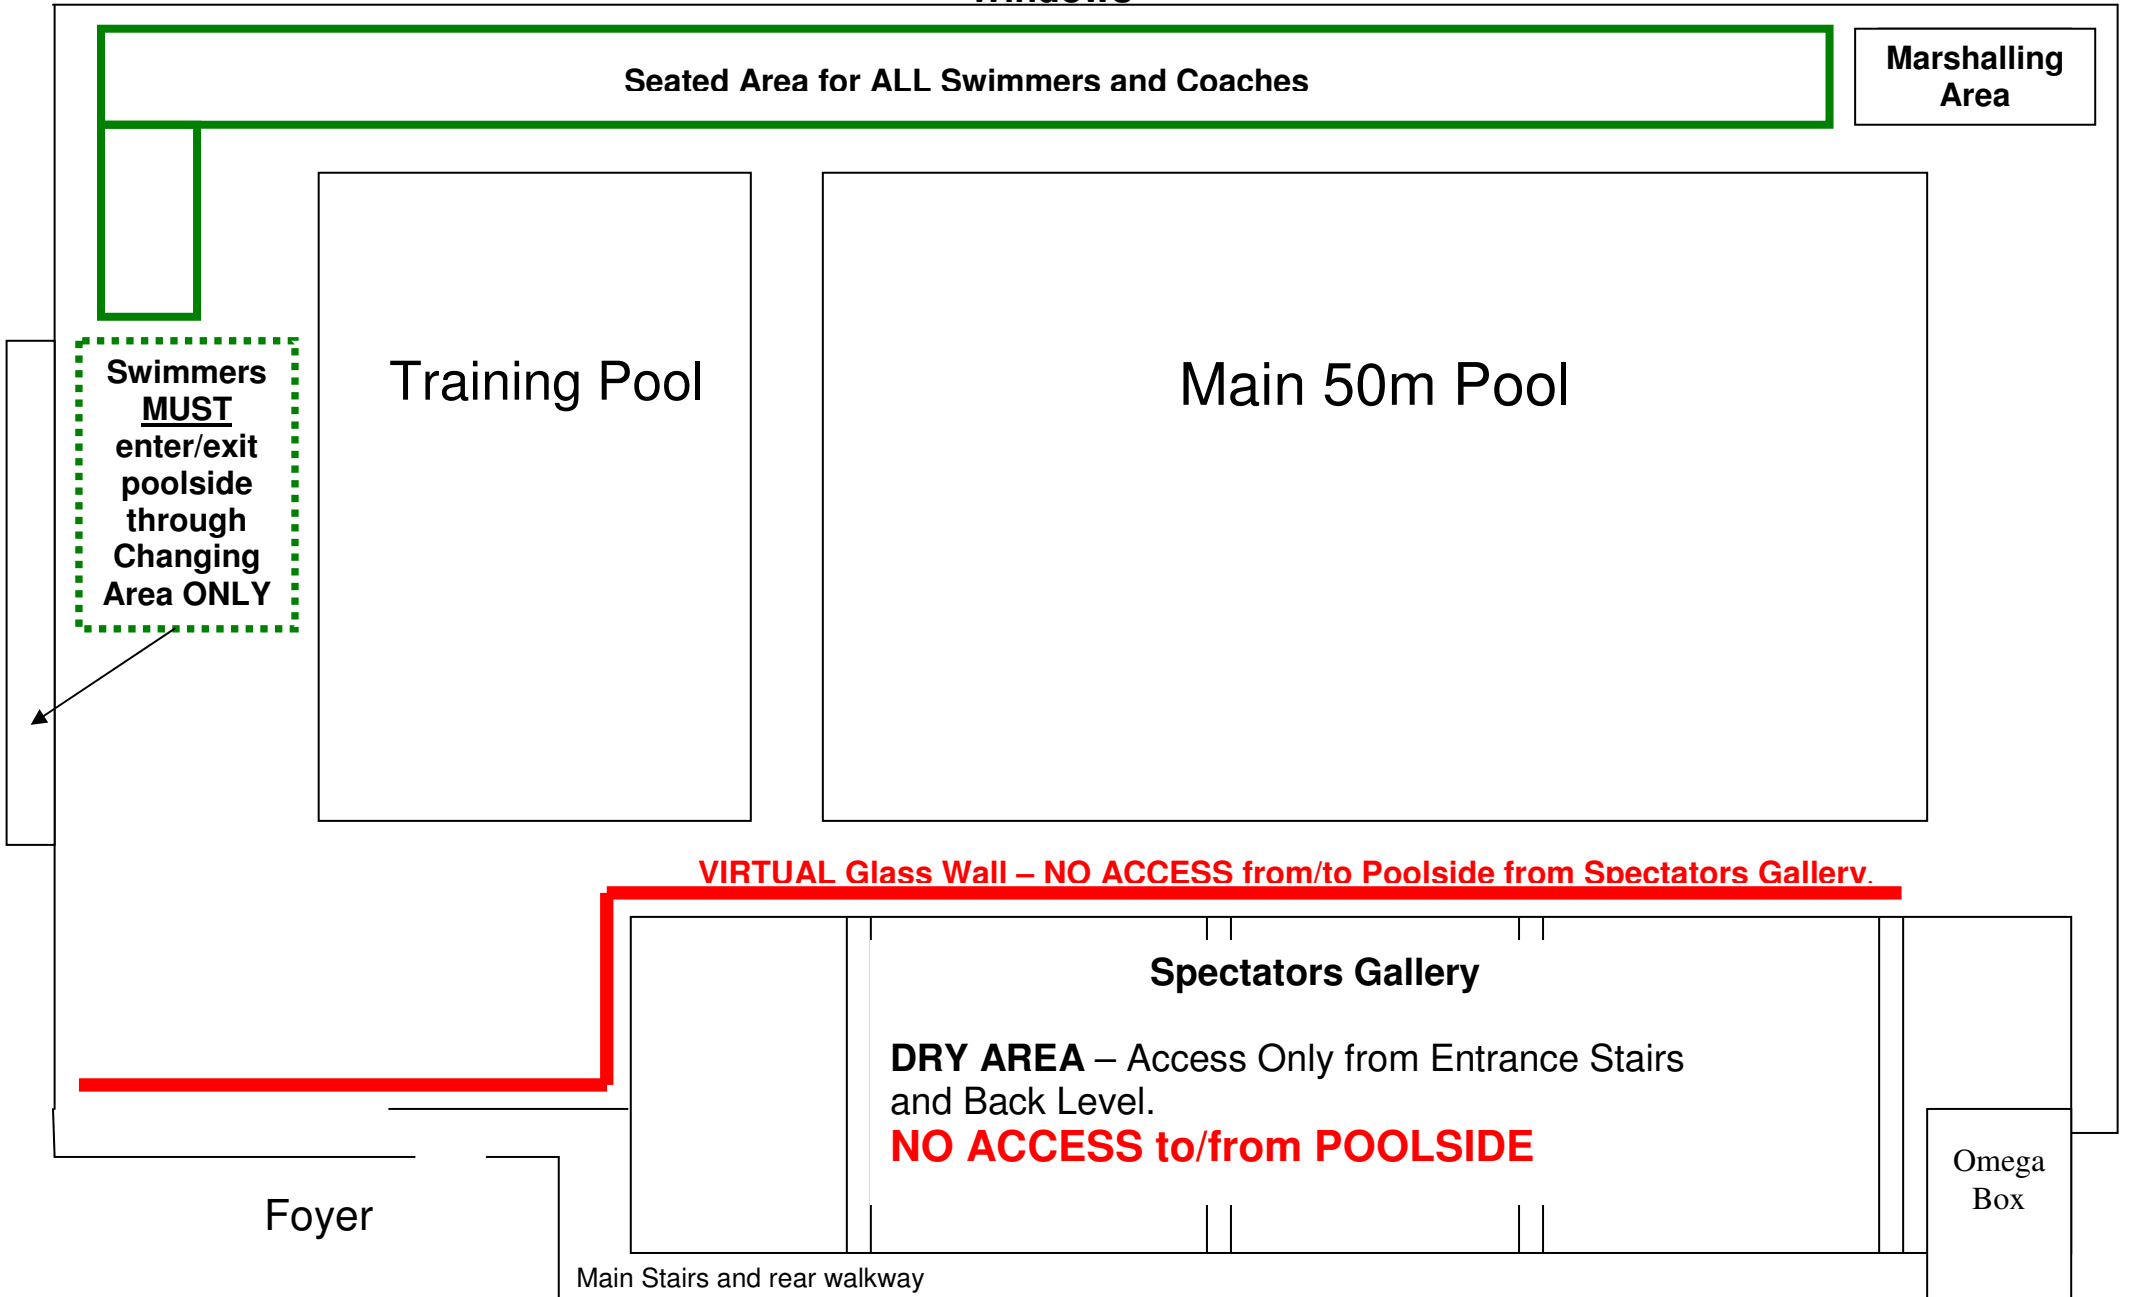 Windows
Seated Area for ALL Swimmers and Coaches
Marshalling
Area
Swimmers
MUST
enter/exit
poolside
through
Changing
Area ONLY
Training Pool
Main 50m Pool
VIRTUAL Glass Wall – NO ACCESS from/to Poolside from Spectators Gallery.
Spectators Gallery
DRY AREA – Access Only from Entrance Stairs
and Back Level.
NO ACCESS to/from POOLSIDE
Omega
Box
Foyer
Main Stairs and rear walkway